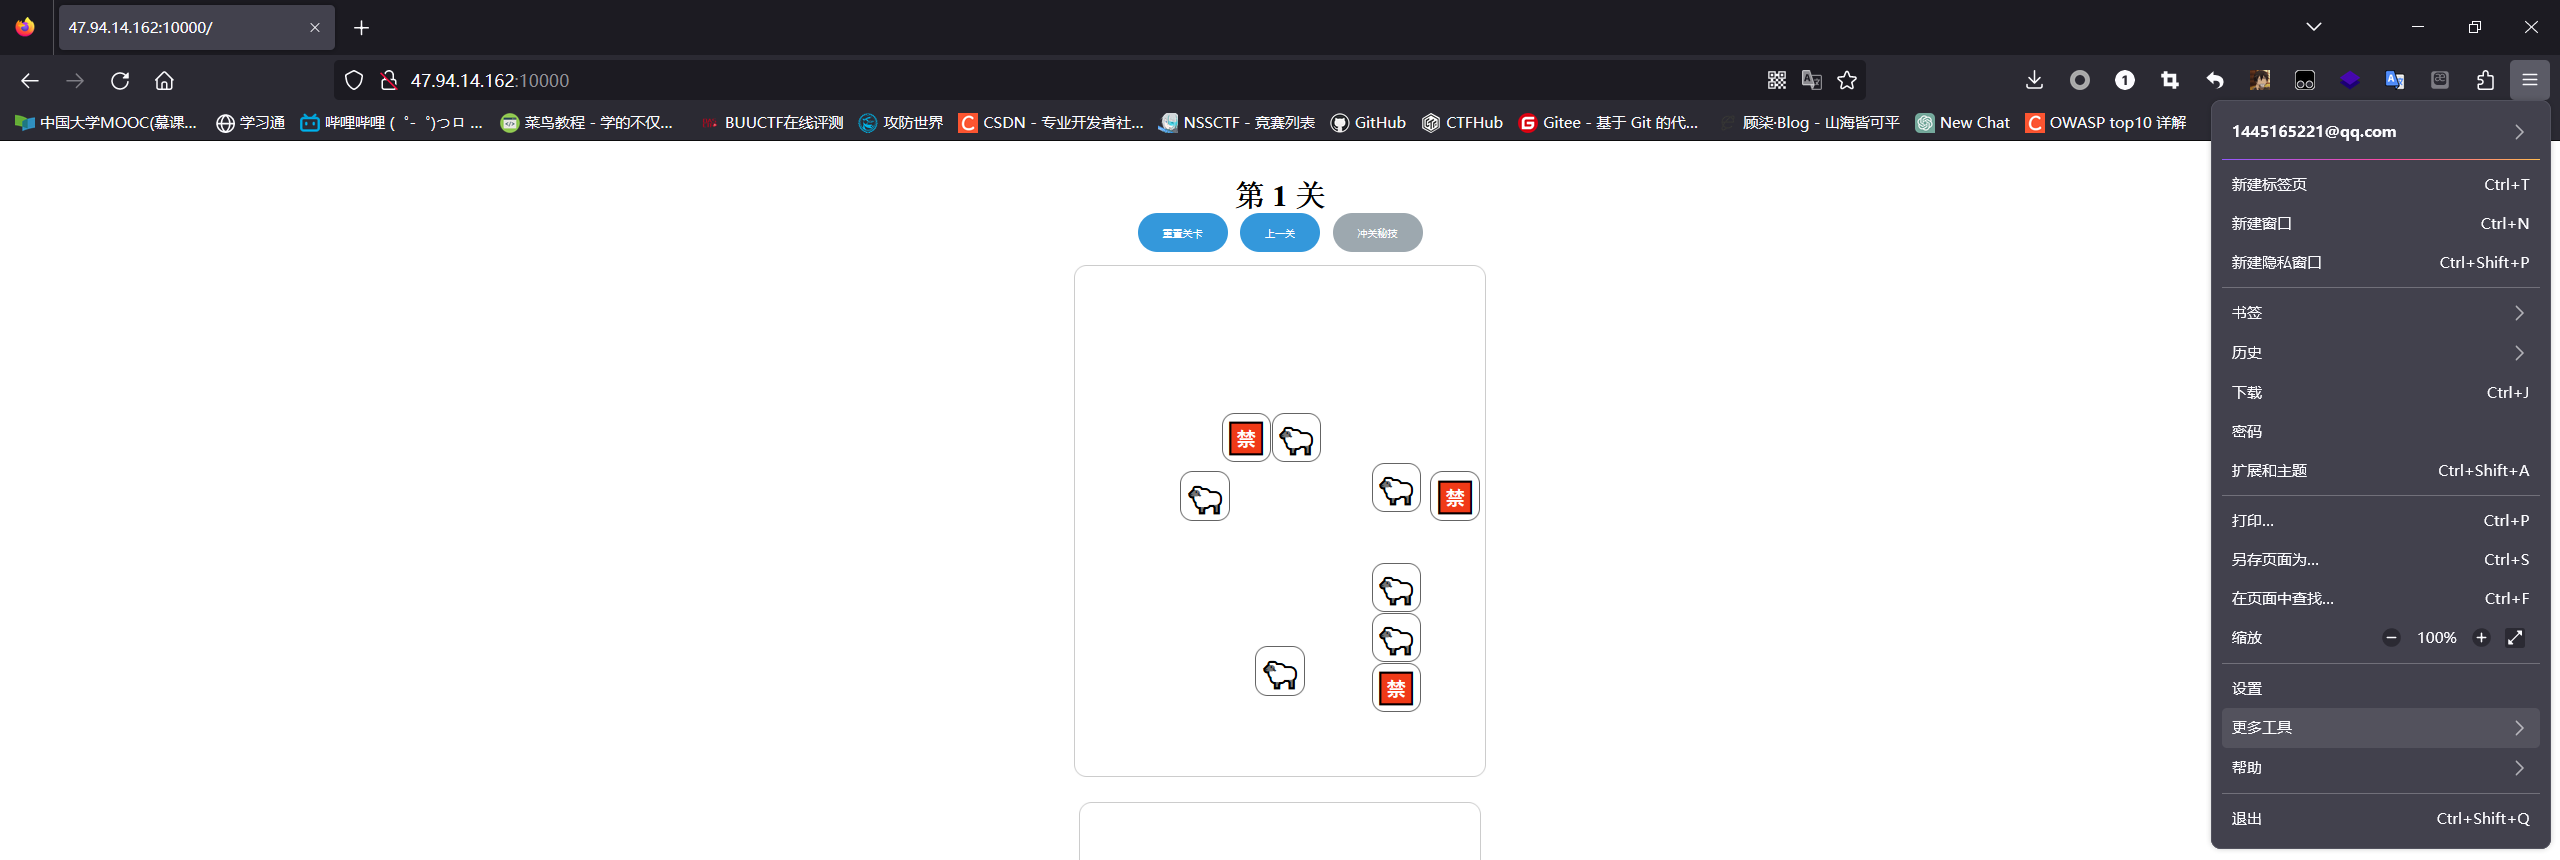 47.94.14.162:10000/
47.94.14.162:10000
中国大学MOOC(慕课...
学习通
哔哩哔哩 ( ゜- ゜)つロ ...
菜鸟教程 - 学的不仅...
BUUCTF在线评测
攻防世界
CSDN - 专业开发者社...
NSSCTF - 竞赛列表
GitHub
CTFHub
Gitee - 基于 Git 的代...
顾柒·Blog - 山海皆可平
New Chat
OWASP top10 详解
第 1 关
重置关卡
上一关
冲关秘技
禁
禁
禁
1445165221@qq.com
新建标签页 Ctrl+T
新建窗口 Ctrl+N
新建隐私窗口 Ctrl+Shift+P
书签
历史
下载 Ctrl+J
密码
扩展和主题 Ctrl+Shift+A
打印... Ctrl+P
另存页面为... Ctrl+S
在页面中查找... Ctrl+F
缩放 100%
设置
更多工具
帮助
退出 Ctrl+Shift+Q